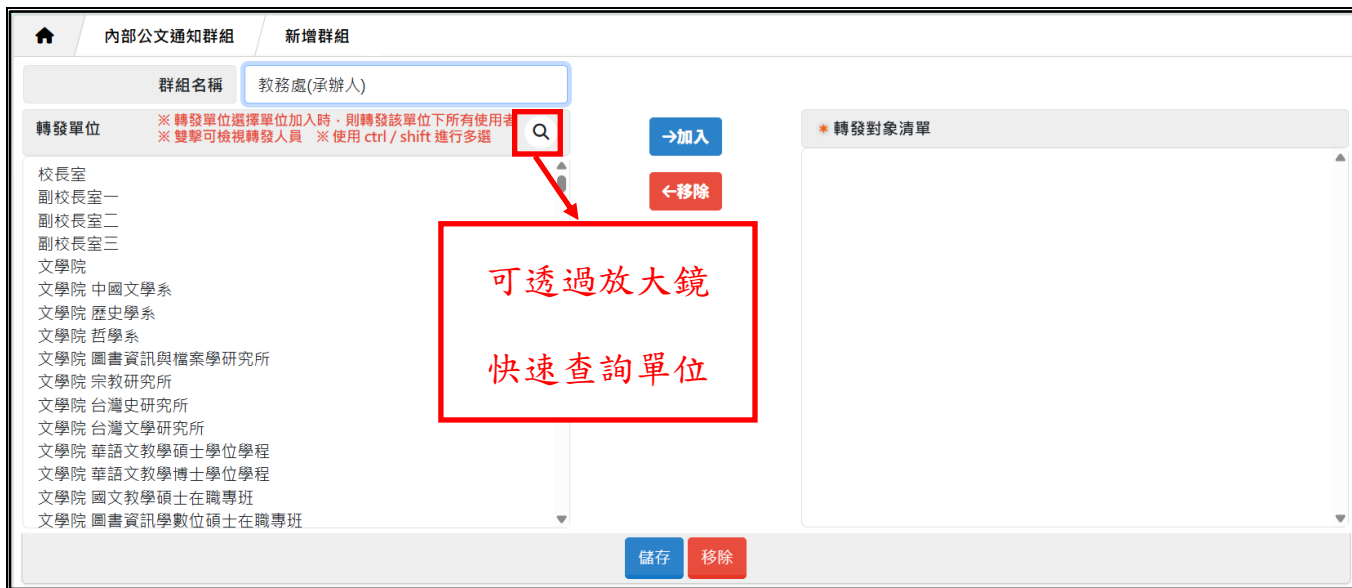 內部公文通知群組 新增群組
群組名稱 教務處(承辦人)
轉發單位 ※ 轉發單位選擇單位加入時，則轉發該單位下所有使用者
※ 雙擊可檢視轉發人員 ※ 使用 ctrl / shift 進行多選
→加入
←移除
✷ 轉發對象清單
校長室
副校長室一
副校長室二
副校長室三
文學院
文學院 中國文學系
文學院 歷史學系
文學院 哲學系
文學院 圖書資訊與檔案學研究所
文學院 宗教研究所
文學院 台灣史研究所
文學院 台灣文學研究所
文學院 華語文教學碩士學位學程
文學院 華語文教學博士學位學程
文學院 國文教學碩士在職專班
文學院 圖書資訊學數位碩士在職專班
可透過放大鏡
快速查詢單位
儲存 移除